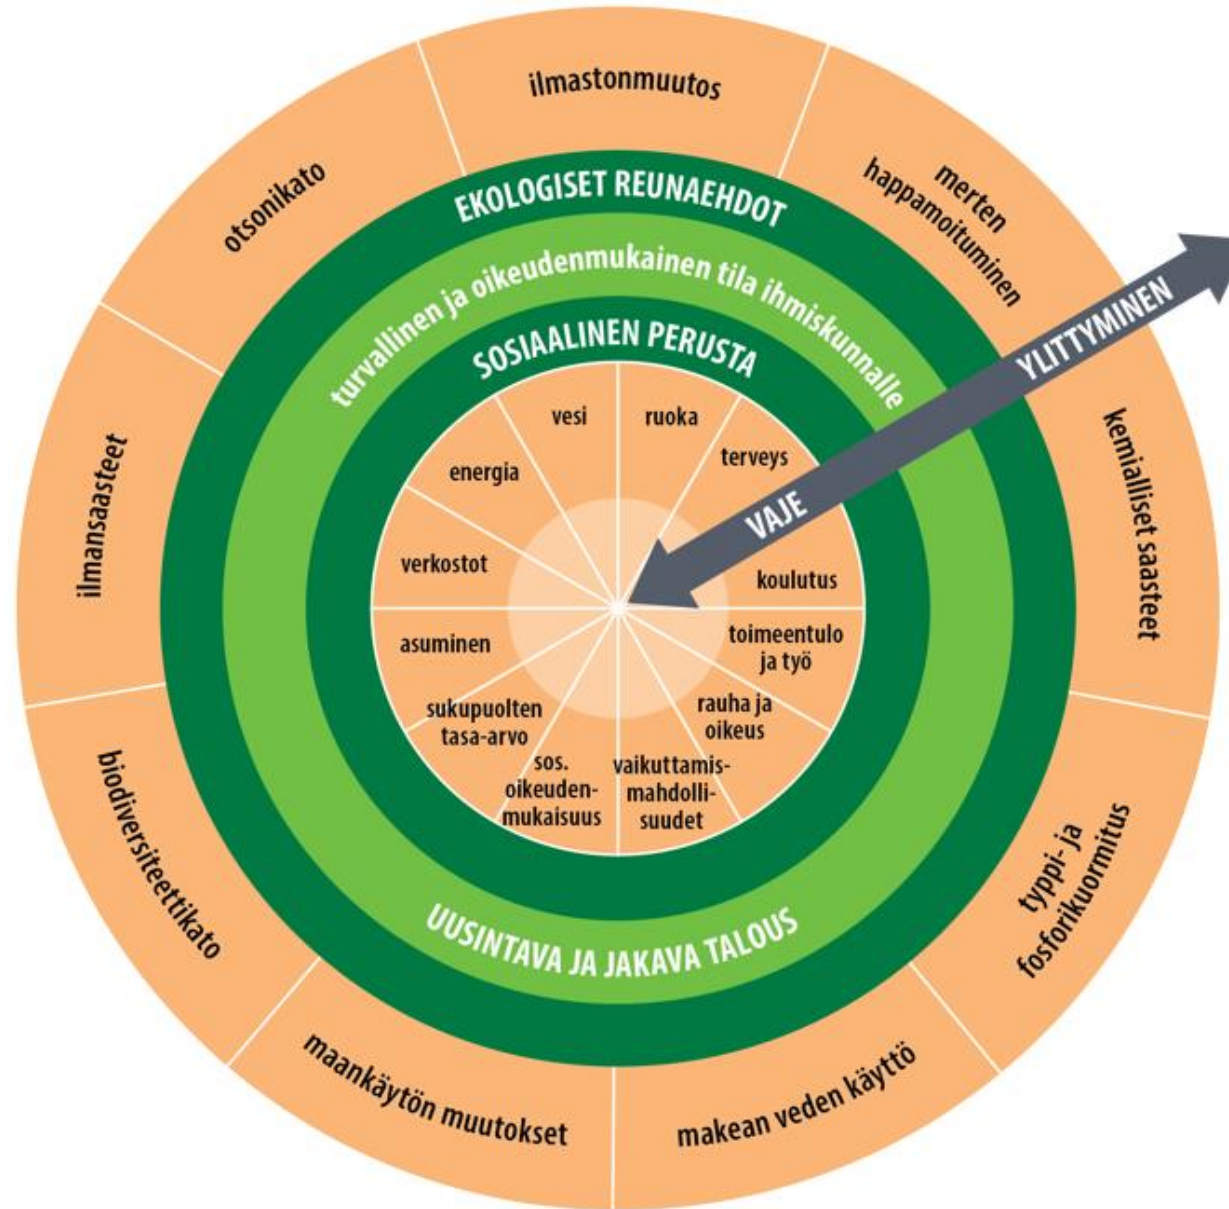 ilmastonmuutos
merten
happamoituminen
kemialliset saasteet
typpi- ja
fosforikuormitus
makean veden käyttö
maankäytön muutokset
biodiversiteettikato
ilmansaasteet
otsonikato
EKOLOGISET REUNAEHDOT
turvallinen ja oikeudenmukainen tila ihmiskunnalle
SOSIAALINEN PERUSTA
YLITTYMINEN
VAJE
vesi
ruoka
terveys
koulutus
toimeentulo
ja työ
rauha ja
oikeus
vaikuttamis-
mahdolli-
suudet
sos.
oikeuden-
mukaisuus
sukupuolten
tasa-arvo
asuminen
verkostot
energia
UUSINTAVA JA JAKAVA TALOUS